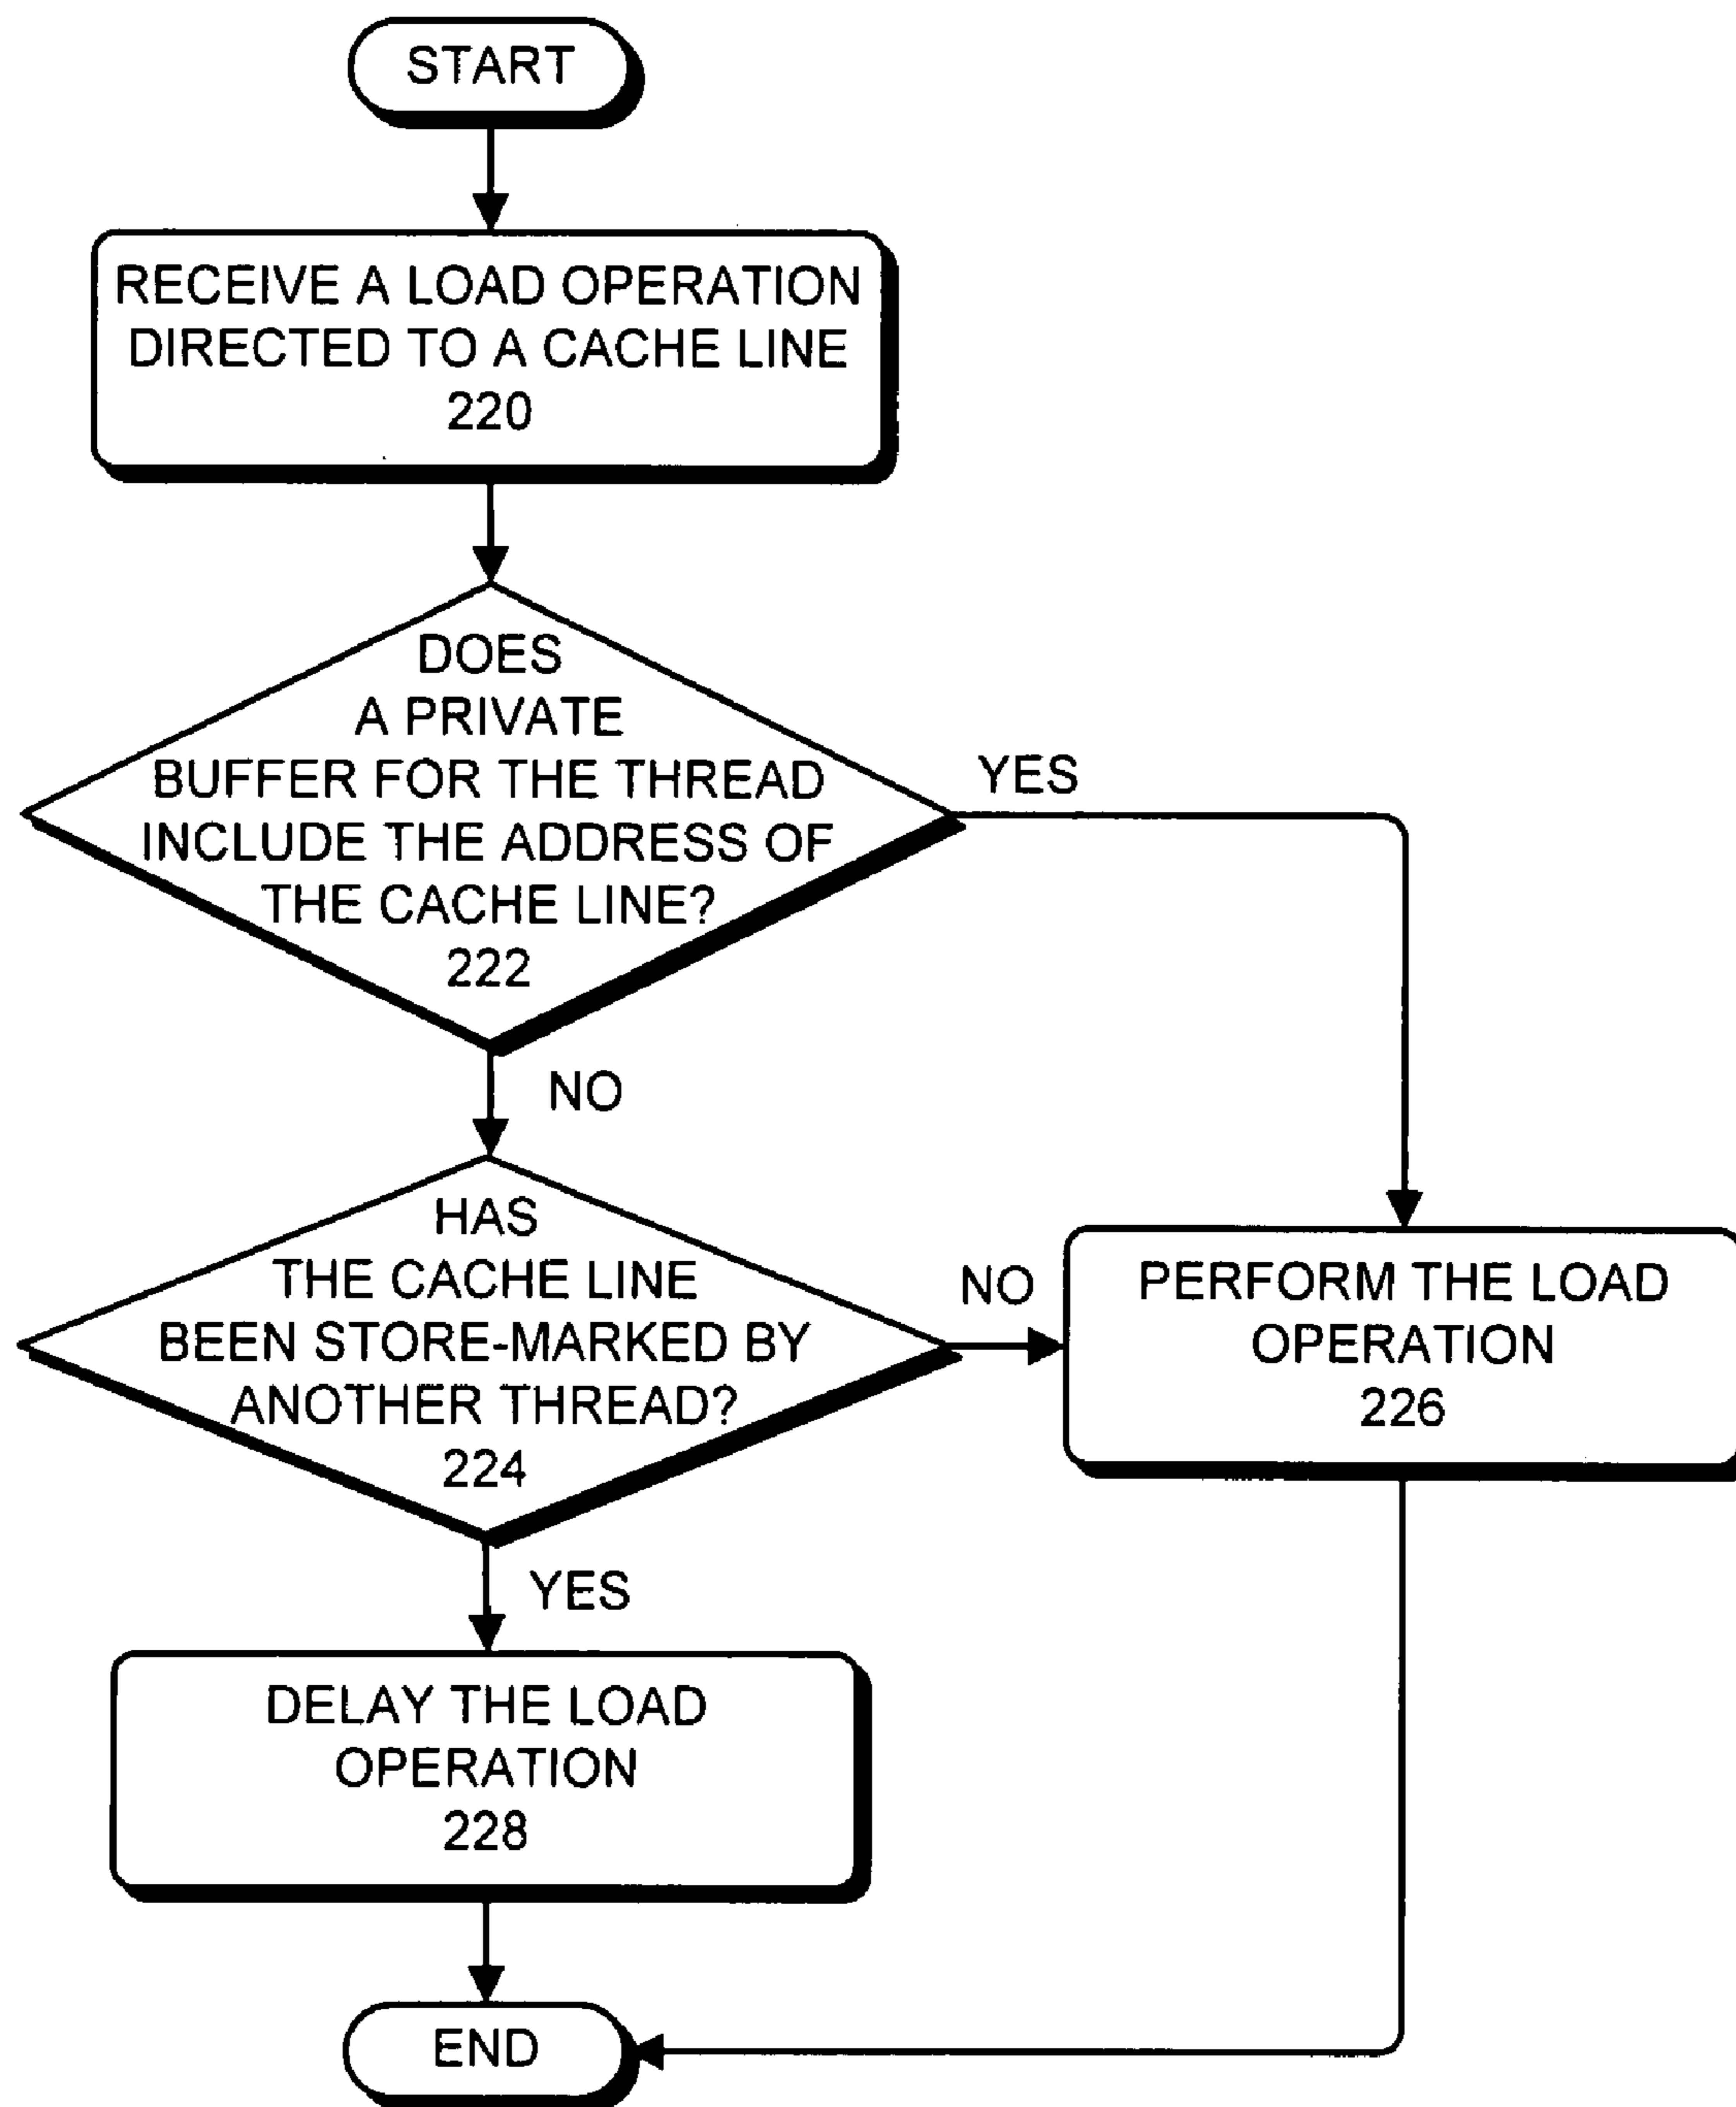 START
RECEIVE A LOAD OPERATION
DIRECTED TO A CACHE LINE
220
DOES
A PRIVATE
BUFFER FOR THE THREAD
INCLUDE THE ADDRESS OF
THE CACHE LINE?
222
YES
NO
HAS
THE CACHE LINE
BEEN STORE-MARKED BY
ANOTHER THREAD?
224
NO
PERFORM THE LOAD
OPERATION
226
YES
DELAY THE LOAD
OPERATION
228
END